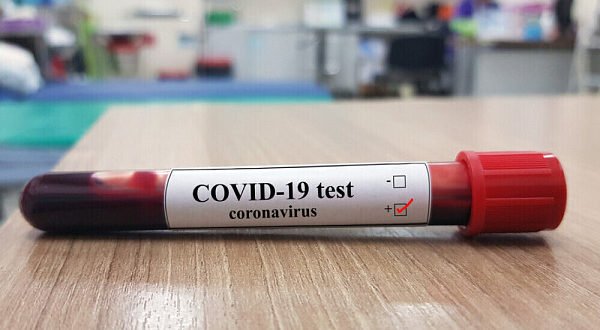 COVID-19 test
coronavirus
- ☐
+ ☑